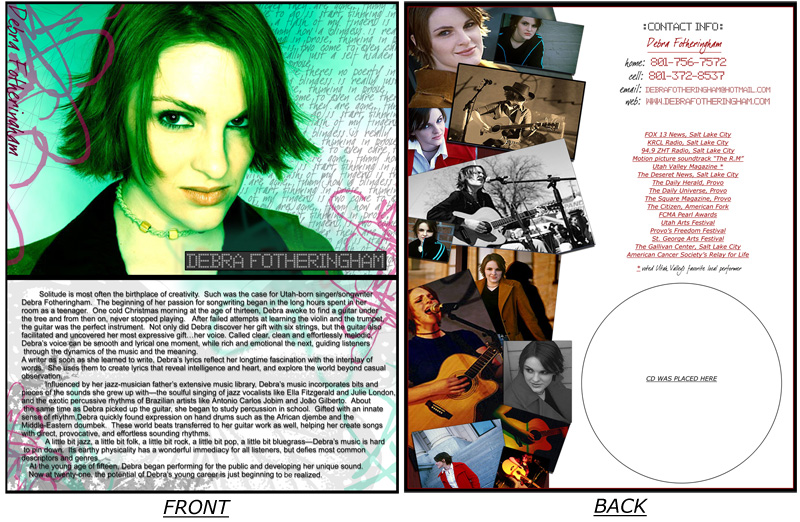 Debra Fotheringham
DEBRA FOTHERINGHAM
Solitude is most often the birthplace of creativity. Such was the case for Utah-born singer/songwriter
Debra Fotheringham. The beginning of her passion for songwriting began in the long hours spent in her
room as a teenager. One cold Christmas morning at the age of thirteen, Debra awoke to find a guitar under
the tree and from then on, never stopped playing. After failed attempts at learning the violin and the trumpet,
the guitar was the perfect instrument. Not only did Debra discover her gift with six strings, but the guitar also
facilitated and uncovered her most expressive gift...her voice. Called clear, clean and effortlessly melodic,
Debra's voice can be smooth and lyrical one moment, while rich and emotional the next, guiding listeners
through the dynamics of the music and the meaning.
A writer as soon as she learned to write, Debra's lyrics reflect her longtime fascination with the interplay of
words. She uses them to create lyrics that reveal intelligence and heart, and explore the world beyond casual
observation.
Influenced by her jazz-musician father's extensive music library, Debra's music incorporates bits and
pieces of the sounds she grew up with—the soulful singing of jazz vocalists like Ella Fitzgerald and Julie London,
and the exotic percussive rhythms of Brazilian artists like Antonio Carlos Jobim and João Gilberto. About
the same time as Debra picked up the guitar, she began to study percussion in school. Gifted with an innate
sense of rhythm,Debra quickly found expression on hand drums such as the African Djembe and the
Middle-Eastern doumbek. These world beats transferred to her guitar work as well, helping her create songs
with direct, provocative, and effortless sounding rhythms.
A little bit jazz, a little bit folk, a little bit rock, a little bit pop, a little bit bluegrass—Debra's music is hard
to pin down. Its earthy physicality has a wonderful immediacy for all listeners, but defies most common
descriptors and genres.
At the young age of fifteen, Debra began performing for the public and developing her unique sound.
Now at twenty-one, the potential of Debra's young career is just beginning to be realized.
FRONT
:CONTACT INFO:
Debra Fotheringham
home: 801-756-7572
cell: 801-372-8537
email: DEBRAFOTHERINGHAM@HOTMAIL.COM
web: WWW.DEBRAFOTHERINGHAM.COM
FOX 13 News, Salt Lake City
KRCL Radio, Salt Lake City
94.9 ZHT Radio, Salt Lake City
Motion picture soundtrack "The R.M"
Utah Valley Magazine *
The Deseret News, Salt Lake City
The Daily Herald, Provo
The Daily Universe, Provo
The Square Magazine, Provo
The Citizen, American Fork
FCMA Pearl Awards
Utah Arts Festival
Provo's Freedom Festival
St. George Arts Festival
The Gallivan Center, Salt Lake City
American Cancer Society's Relay for Life
* voted Utah Valley's favorite local performer
CD WAS PLACED HERE
BACK